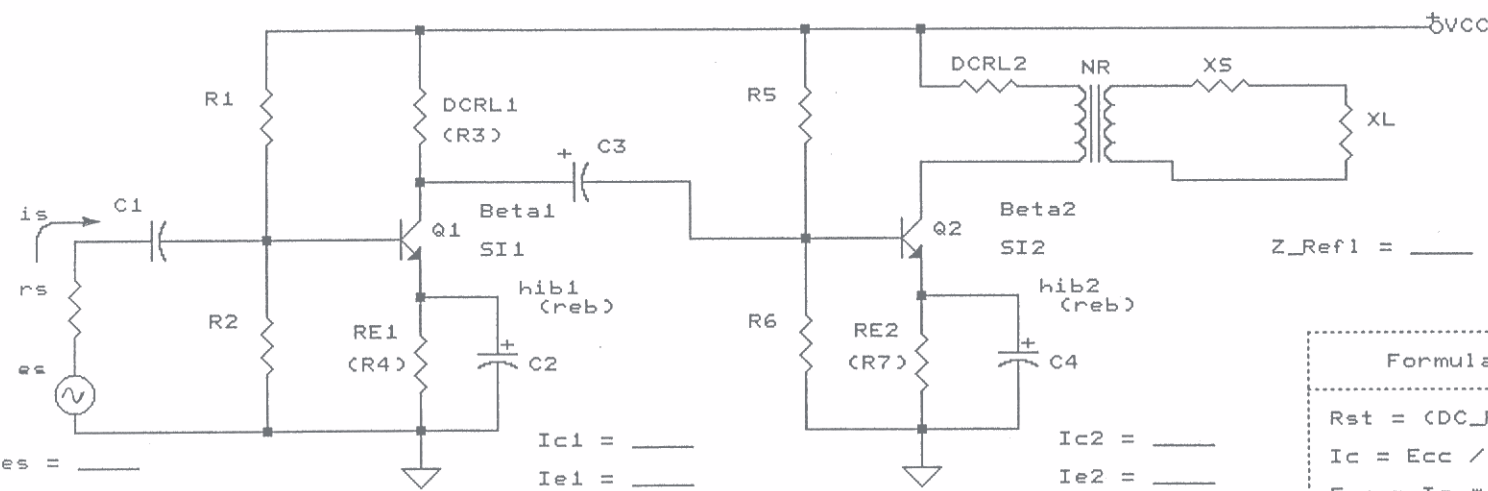 + VCC
DCRL2 NR XS
R1 DCRL1 R5
(R3) XL
C3
+
is C1 Beta1 Beta2
Q1 Q2
SI1 SI2
Z_Refl = ____
rs hib1 hib2
(reb) (reb)
R2 RE1 R6 RE2
(R4) + C2 (R7) + C4
es
Formula
Rst = (DC_
Ic1 = ____ Ic2 = ____
es = ____ Ic = Ecc /
Ie1 = ____ Ie2 = ____